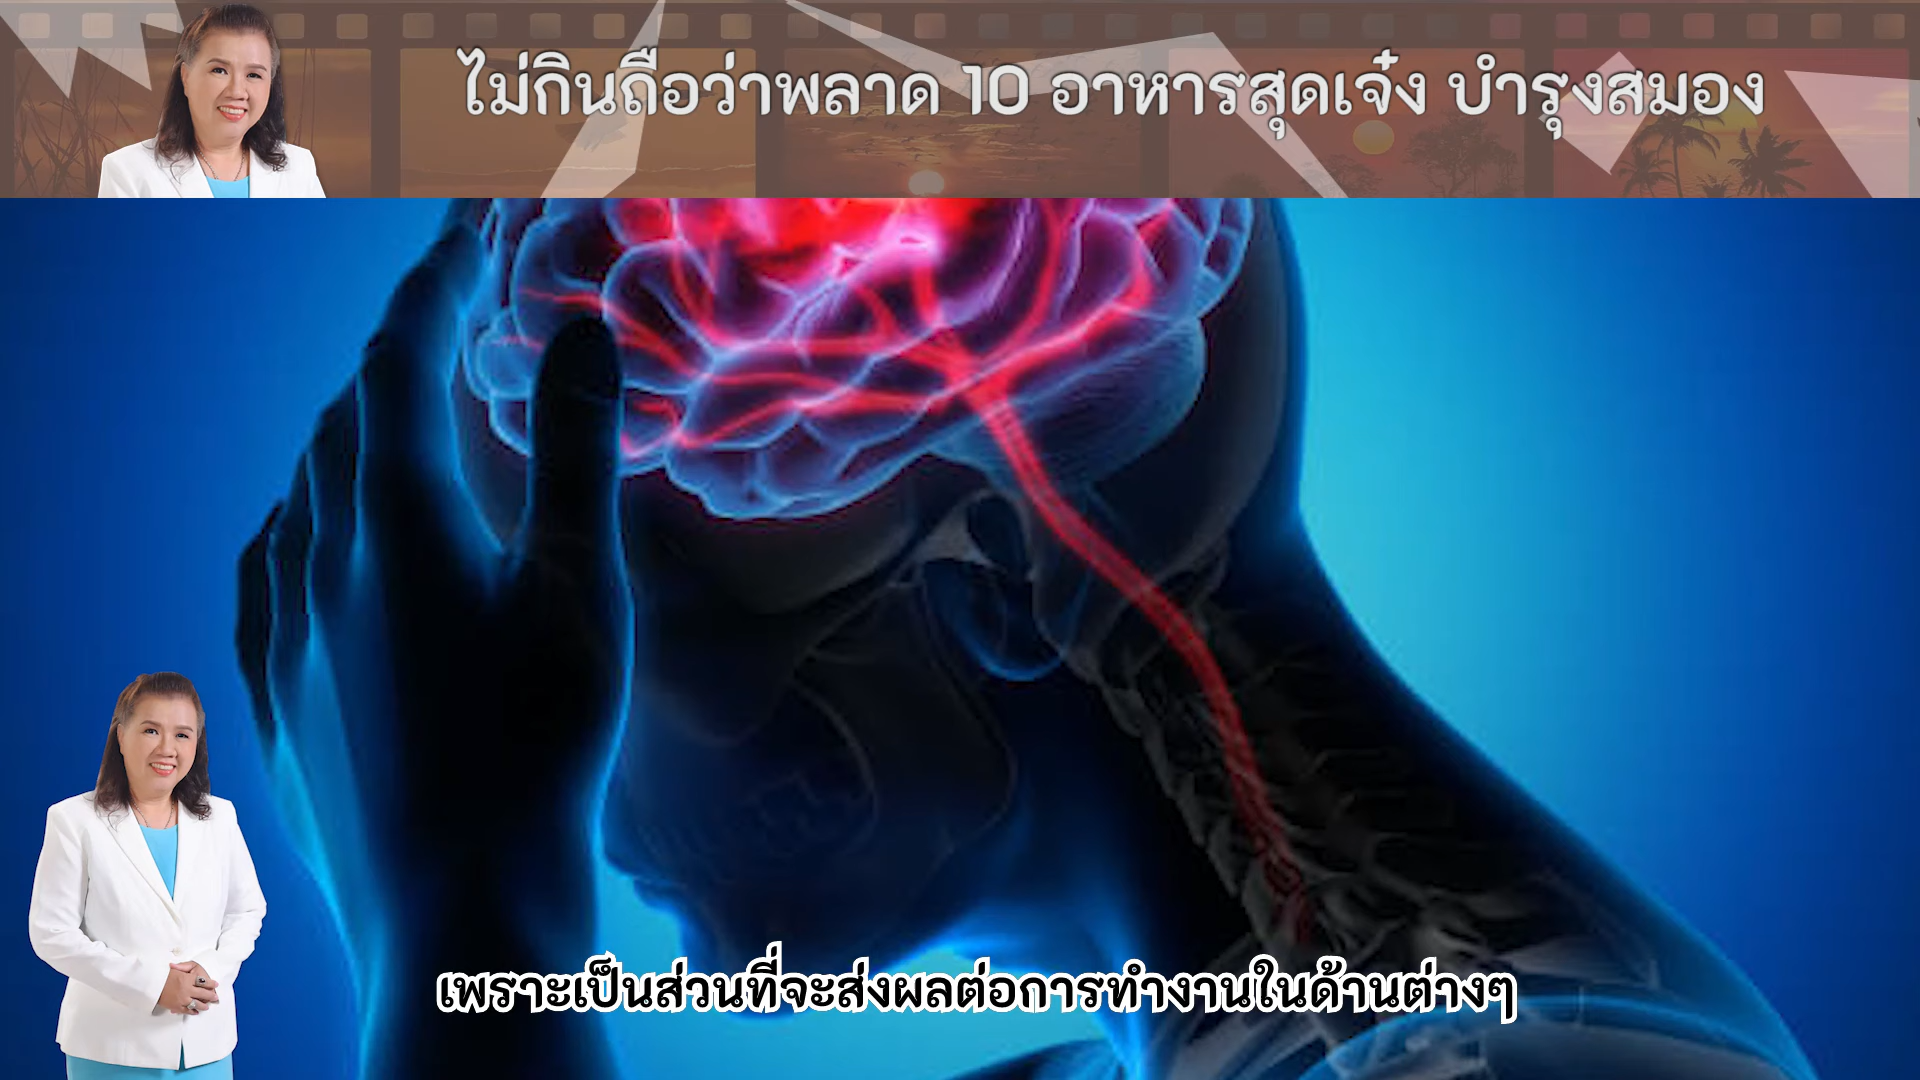 ไม่กินถือว่าพลาด 10 อาหารสุดเจ๋ง บำรุงสมอง
เพราะเป็นส่วนที่จะส่งผลต่อการทำงานในด้านต่างๆ